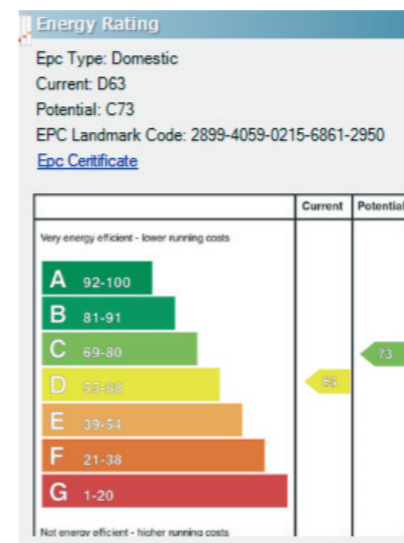 Energy Rating
Epc Type: Domestic
Current: D63
Potential: C73
EPC Landmark Code: 2899-4059-0215-6861-2950
Epc Ceritificate
Current Potential
Very energy efficient - lower running costs
A 92-100
B 81-91
C 69-80
73
D 55-68
63
E 39-54
F 21-38
G 1-20
Not energy efficient - higher running costs